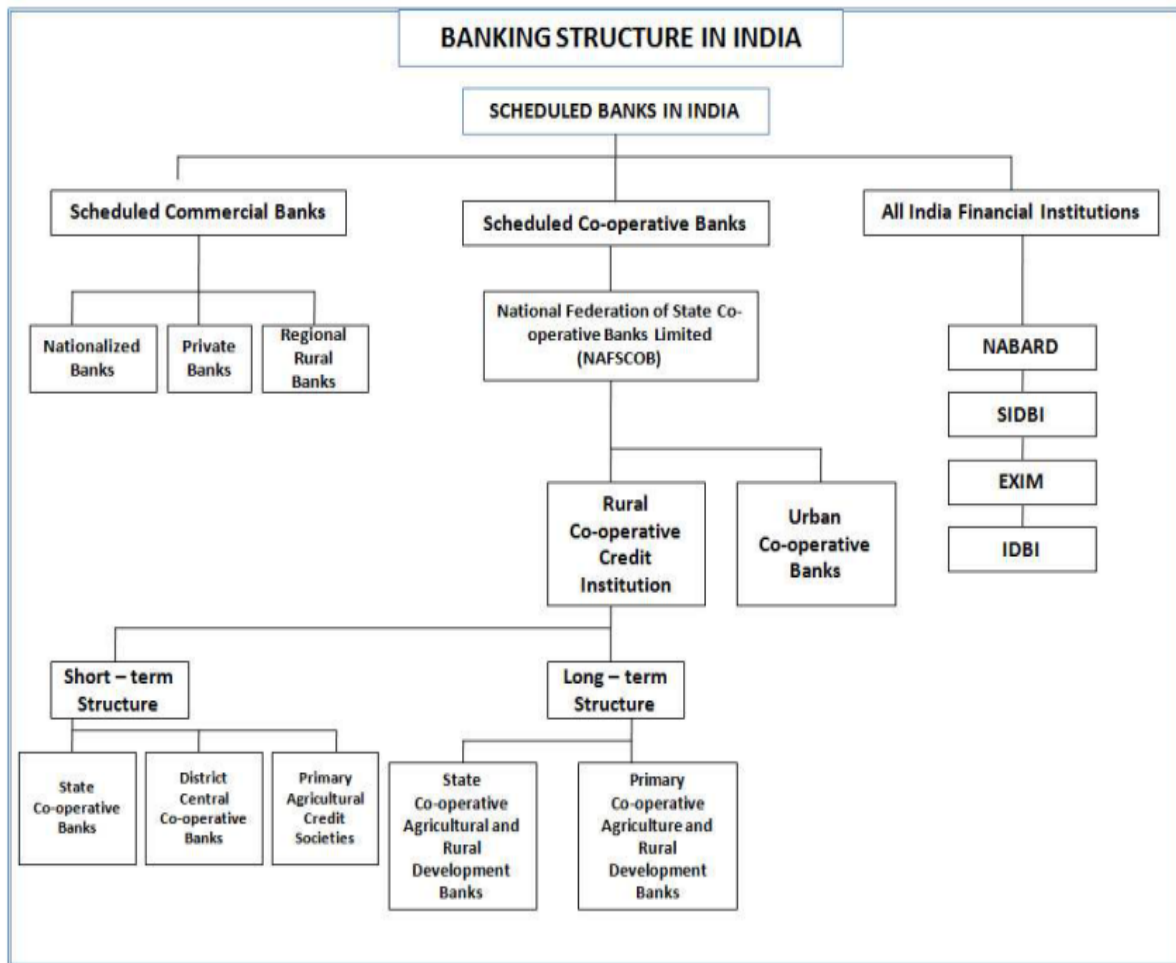 BANKING STRUCTURE IN INDIA
SCHEDULED BANKS IN INDIA
Scheduled Commercial Banks
Scheduled Co-operative Banks
All India Financial Institutions
Nationalized
Banks
Private
Banks
Regional
Rural
Banks
National Federation of State Co-
operative Banks Limited
(NAFSCOB)
NABARD
SIDBI
EXIM
IDBI
Rural
Co-operative
Credit
Institution
Urban
Co-operative
Banks
Short – term
Structure
Long – term
Structure
State
Co-operative
Banks
District
Central
Co-operative
Banks
Primary
Agricultural
Credit
Societies
State
Co-operative
Agricultural and
Rural
Development
Banks
Primary
Co-operative
Agriculture and
Rural
Development
Banks